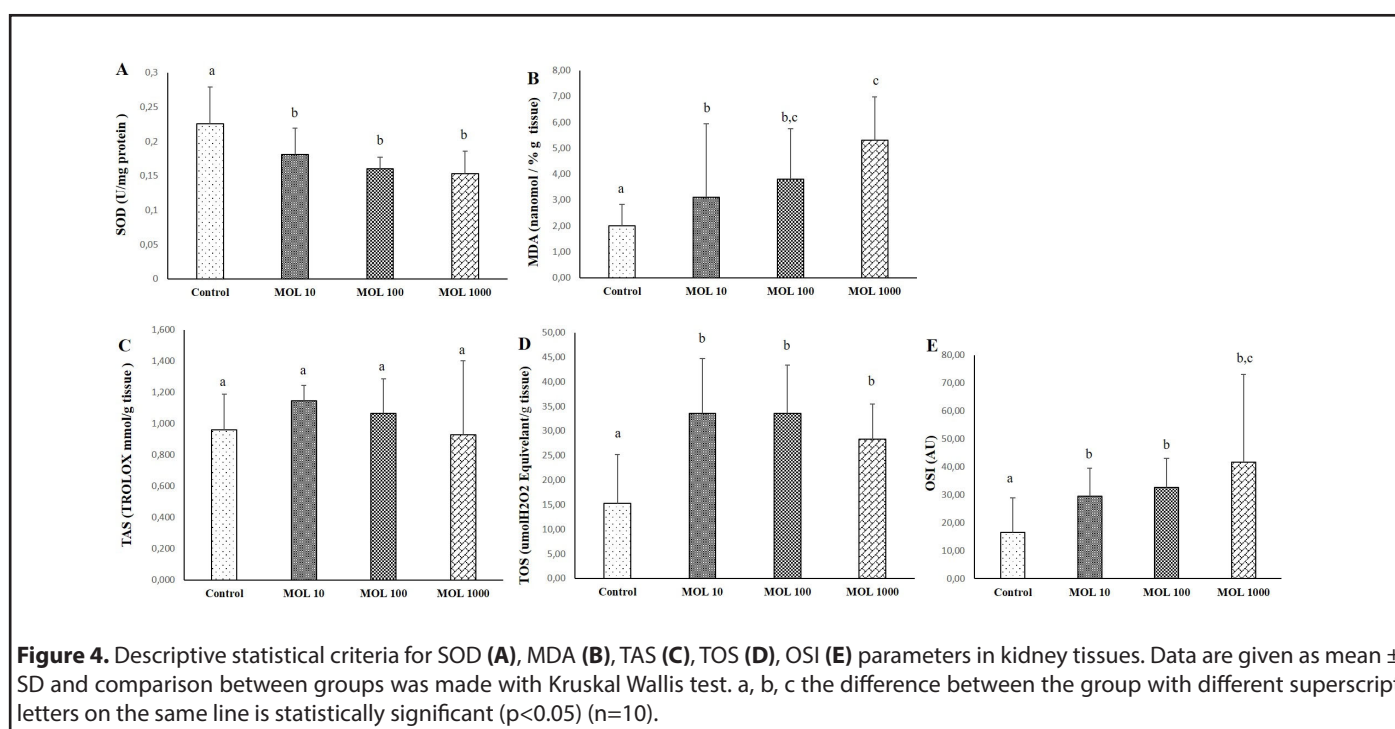 A
SOD (U/mg protein )
0,3
0,25
0,2
0,15
0,1
0,05
0
a
b
b
b
Control
MOL 10
MOL 100
MOL 1000
B
MDA (nanomol / % g tissue)
8,00
7,00
6,00
5,00
4,00
3,00
2,00
1,00
0,00
a
b
b,c
c
Control
MOL 10
MOL 100
MOL 1000
C
TAS (TROLOX mmol/g tissue )
1,600
1,400
1,200
1,000
0,800
0,600
0,400
0,200
0,000
a
a
a
a
Control
MOL 10
MOL 100
MOL 1000
D
TOS (umolH2O2 Equivelant/g tissue)
50,00
45,00
40,00
35,00
30,00
25,00
20,00
15,00
10,00
5,00
0,00
a
b
b
b
Control
MOL 10
MOL 100
MOL 1000
E
OSI (AU)
80,00
70,00
60,00
50,00
40,00
30,00
20,00
10,00
0,00
a
b
b
b,c
Control
MOL 10
MOL 100
MOL 1000
Figure 4. Descriptive statistical criteria for SOD (A), MDA (B), TAS (C), TOS (D), OSI (E) parameters in kidney tissues. Data are given as mean ±
SD and comparison between groups was made with Kruskal Wallis test. a, b, c the difference between the group with different superscript
letters on the same line is statistically significant (p<0.05) (n=10).